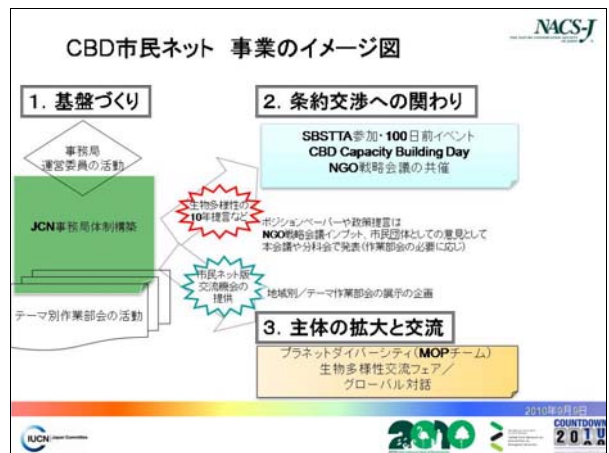 NACS-J
CBD市民ネット 事業のイメージ図
1. 基盤づくり
事務局
運営委員の活動
JCN事務局体制構築
テーマ別作業部会の活動
2. 条約交渉への関わり
SBSTTA参加・100日前イベント
CBD Capacity Building Day
NGO戦略会議の共催
生物多様性の
10年提言など
ポジションペーパーや政策提言は
NGO戦略会議インプット、市民団体としての意見として
本会議や分科会で発表(作業部会の必要に応じ)
市民ネット版
交流機会の
提供
地域別/テーマ作業部会の展示の企画
3. 主体の拡大と交流
プラネットダイバーシティ(MOPチーム)
生物多様性交流フェア/
グローバル対話
2010年9月9日
IUCN Japan Committee
2010
COUNTDOWN
2010